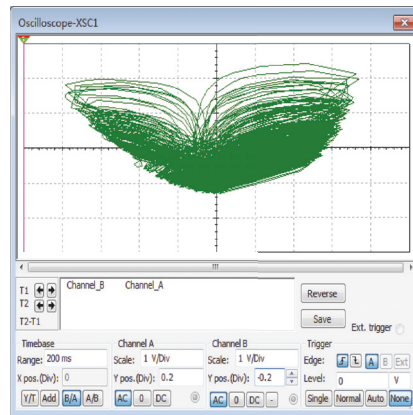 Oscilloscope-XSC1
T1
T2
T2-T1
Channel_B Channel_A
Reverse
Save
Ext. trigger
Timebase
Range: 200 ms
X pos.(Div): 0
Y/T Add B/A A/B
Channel A
Scale: 1 V/Div
Y pos.(Div): 0.2
AC 0 DC
Channel B
Scale: 1 V/Div
Y pos.(Div): -0.2
AC 0 DC -
Trigger
Edge: A B Ext
Level: 0 V
Single Normal Auto None